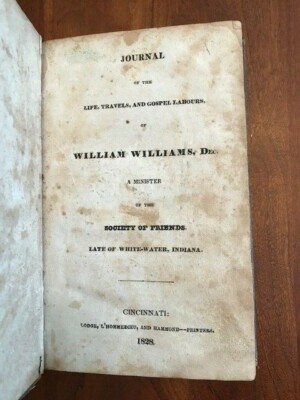 JOURNAL
OF THE
LIFE, TRAVELS, AND GOSPEL LABOURS,
OF
WILLIAM WILLIAMS, DEC.
A MINISTER
OF THE
SOCIETY OF FRIENDS.
LATE OF WHITE-WATER, INDIANA.
CINCINNATI:
LODGE, L'HOMMEDIEU, AND HAMMOND—PRINTERS.
1828.